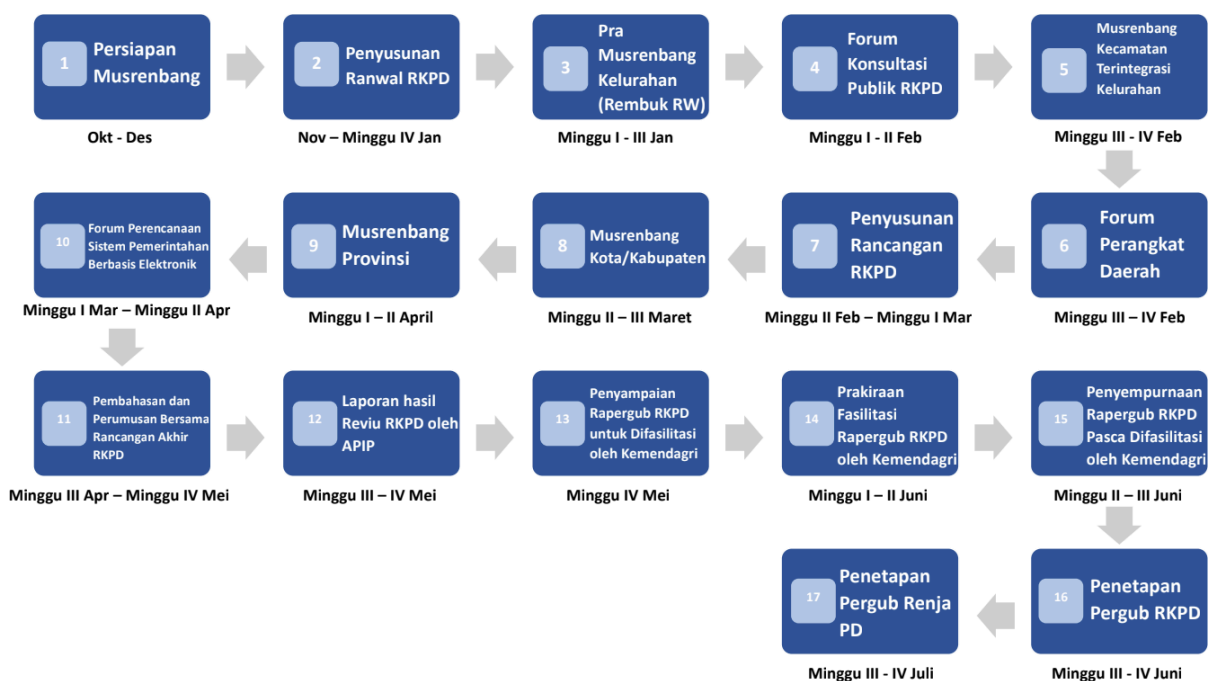 1
Persiapan
Musrenbang
Okt - Des
2
Penyusunan
Ranwal RKPD
Nov – Minggu IV Jan
3
Pra
Musrenbang
Kelurahan
(Rembuk RW)
Minggu I - III Jan
4
Forum
Konsultasi
Publik RKPD
Minggu I - II Feb
5
Musrenbang
Kecamatan
Terintegrasi
Kelurahan
Minggu III - IV Feb
6
Forum
Perangkat
Daerah
Minggu III – IV Feb
7
Penyusunan
Rancangan
RKPD
Minggu II Feb – Minggu I Mar
8
Musrenbang
Kota/Kabupaten
Minggu II – III Maret
9
Musrenbang
Provinsi
Minggu I – II April
10
Forum Perencanaan
Sistem Pemerintahan
Berbasis Elektronik
Minggu I Mar – Minggu II Apr
11
Pembahasan dan
Perumusan Bersama
Rancangan Akhir
RKPD
Minggu III Apr – Minggu IV Mei
12
Laporan hasil
Reviu RKPD oleh
APIP
Minggu III – IV Mei
13
Penyampaian
Rapergub RKPD
untuk Difasilitasi
oleh Kemendagri
Minggu IV Mei
14
Prakiraan
Fasilitasi
Rapergub RKPD
oleh Kemendagri
Minggu I – II Juni
15
Penyempurnaan
Rapergub RKPD
Pasca Difasilitasi
oleh Kemendagri
Minggu II – III Juni
16
Penetapan
Pergub RKPD
Minggu III - IV Juni
17
Penetapan
Pergub Renja
PD
Minggu III - IV Juli